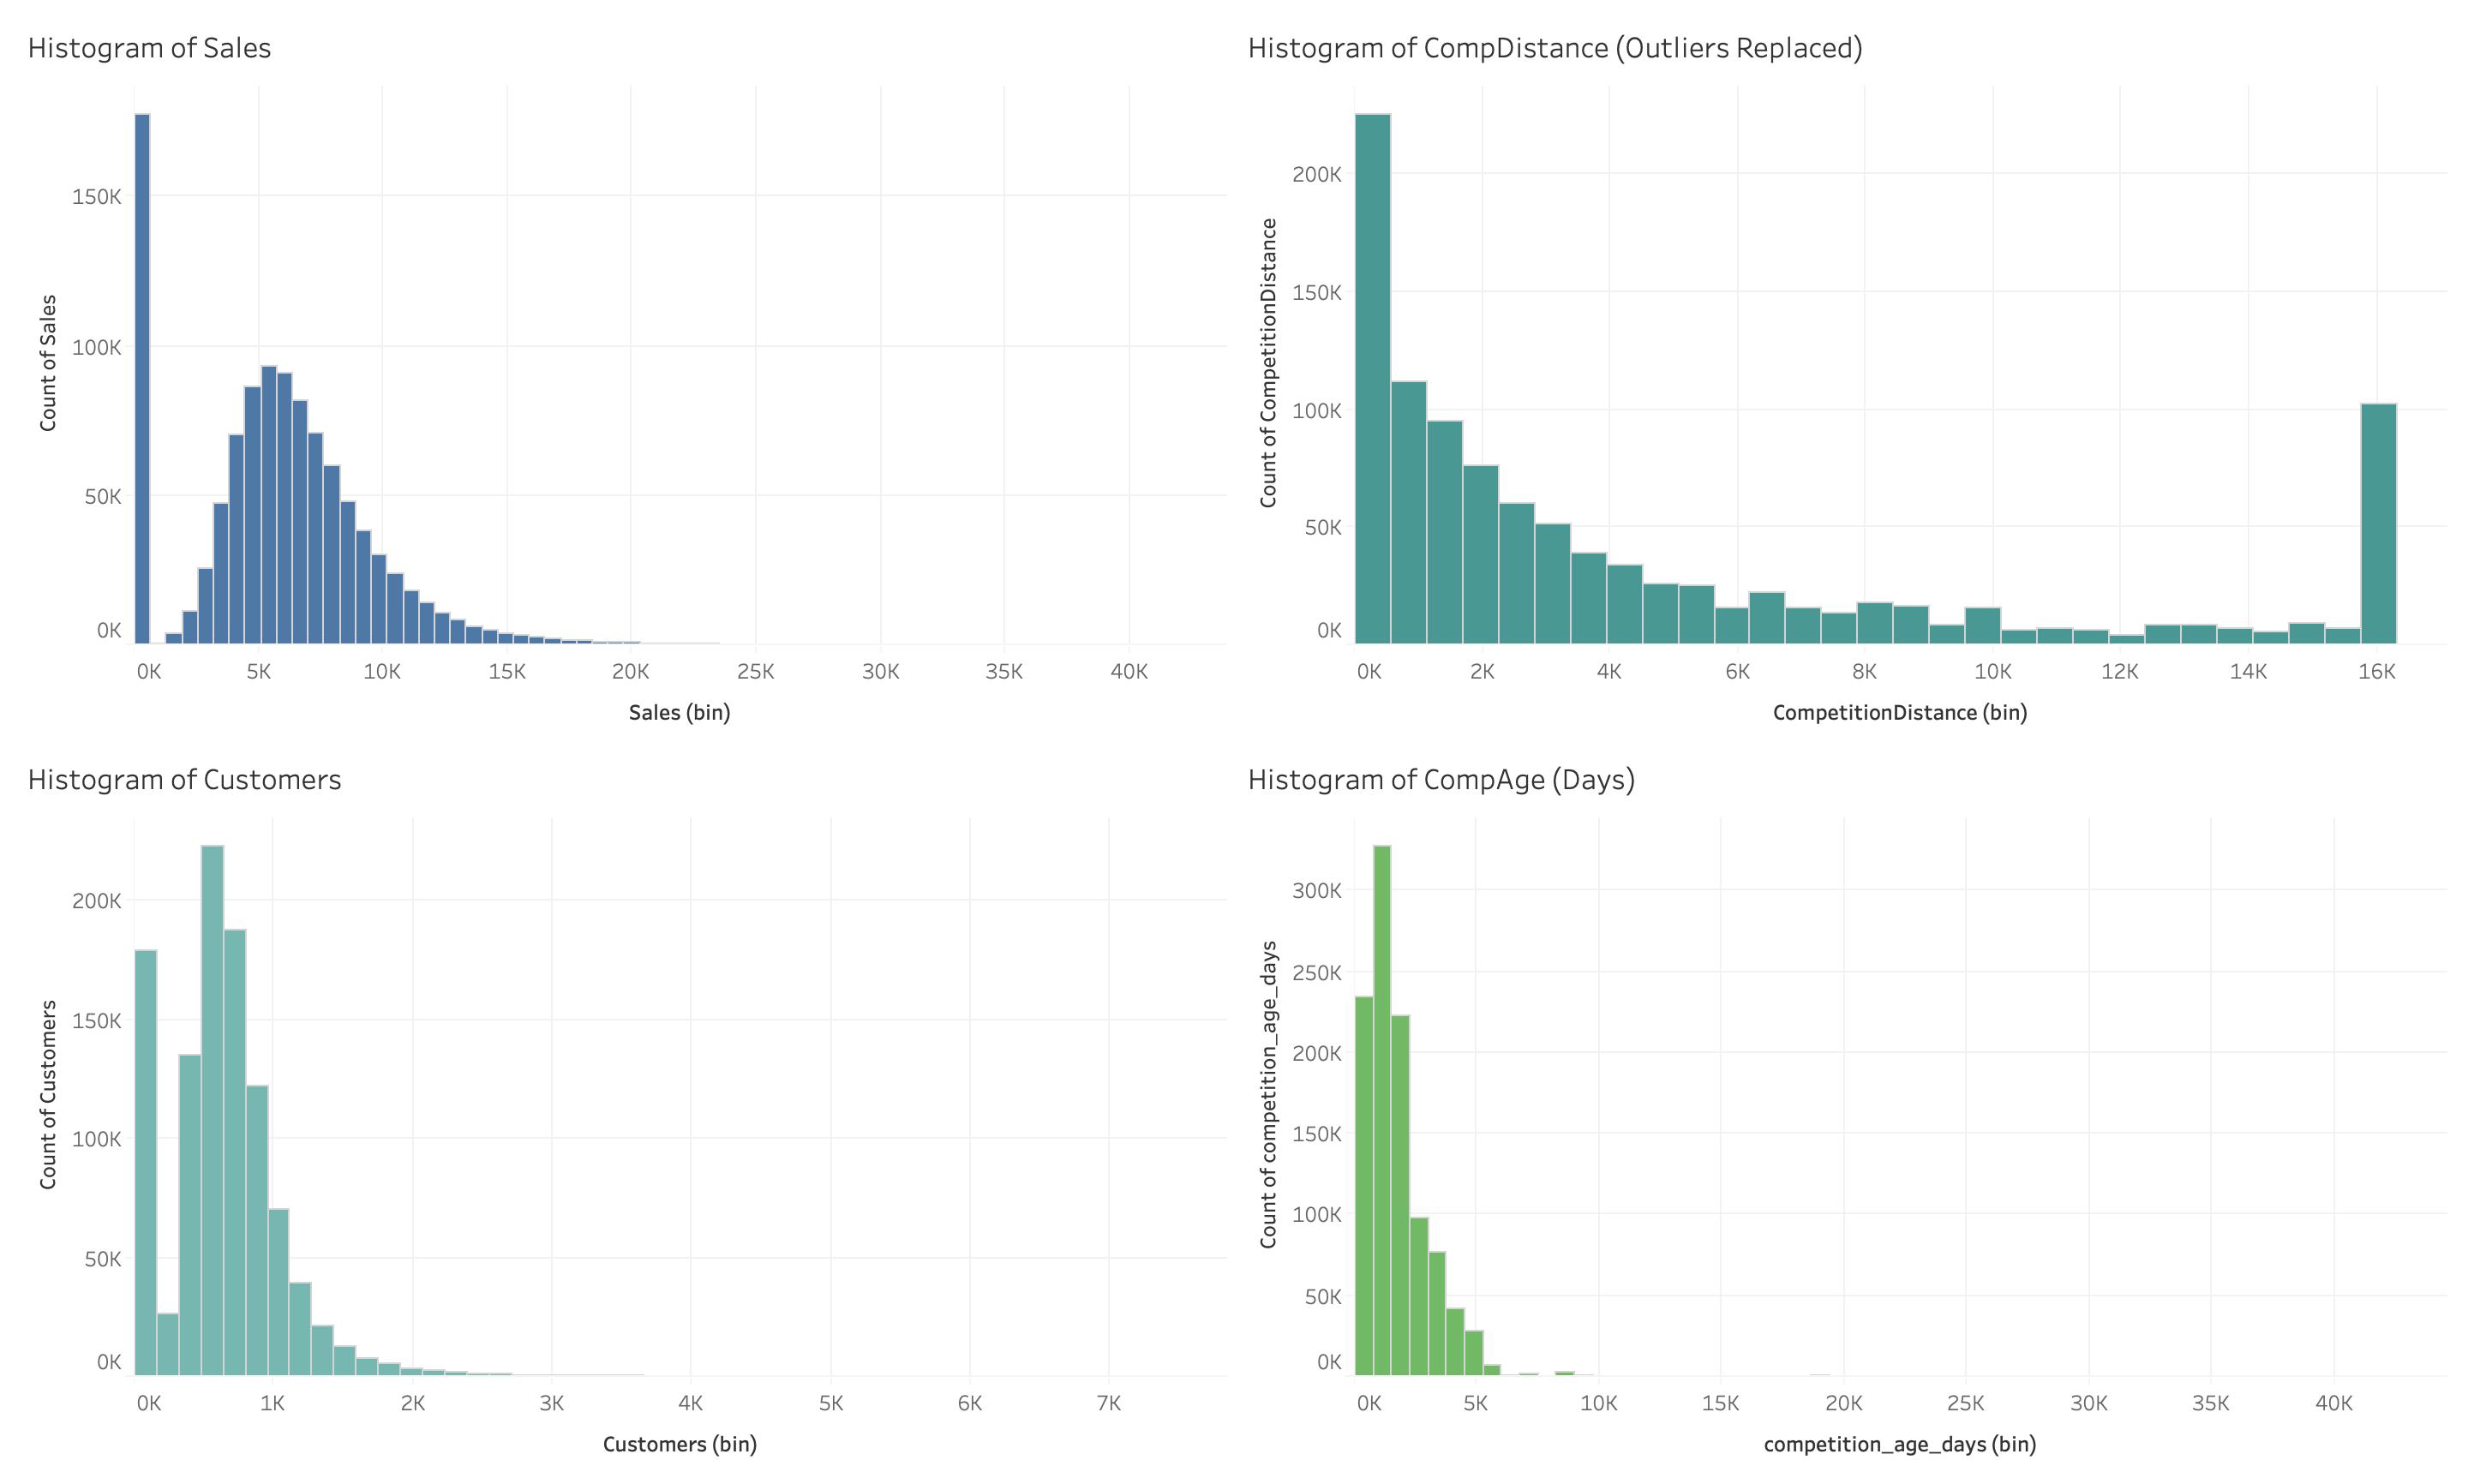 Histogram of Sales
Count of Sales
150K
100K
50K
0K
0K 5K 10K 15K 20K 25K 30K 35K 40K
Sales (bin)
Histogram of CompDistance (Outliers Replaced)
Count of CompetitionDistance
200K
150K
100K
50K
0K
0K 2K 4K 6K 8K 10K 12K 14K 16K
CompetitionDistance (bin)
Histogram of Customers
Count of Customers
200K
150K
100K
50K
0K
0K 1K 2K 3K 4K 5K 6K 7K
Customers (bin)
Histogram of CompAge (Days)
Count of competition_age_days
300K
250K
200K
150K
100K
50K
0K
0K 5K 10K 15K 20K 25K 30K 35K 40K
competition_age_days (bin)